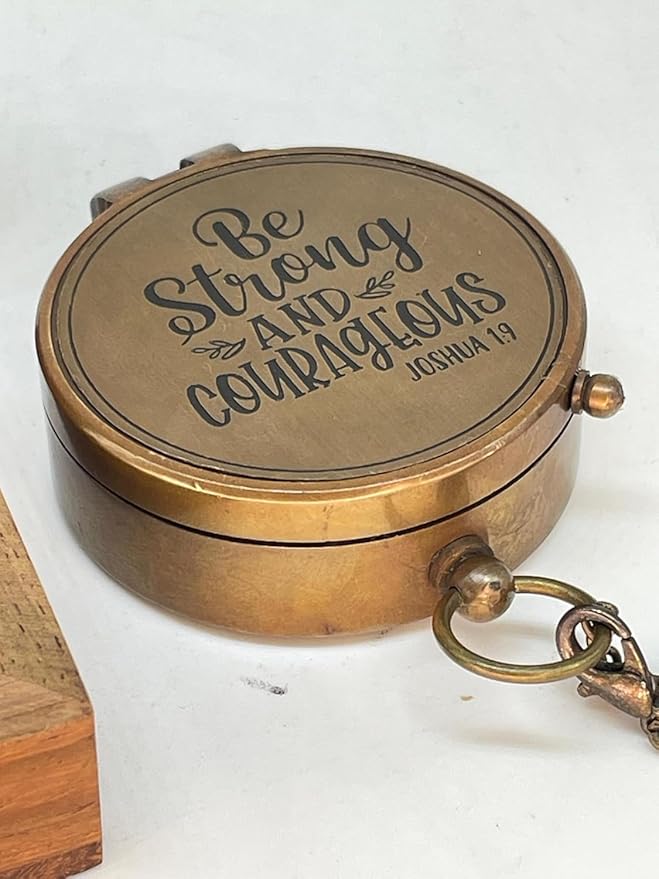 Be
Strong
AND
COURAGEOUS
JOSHUA 1:9